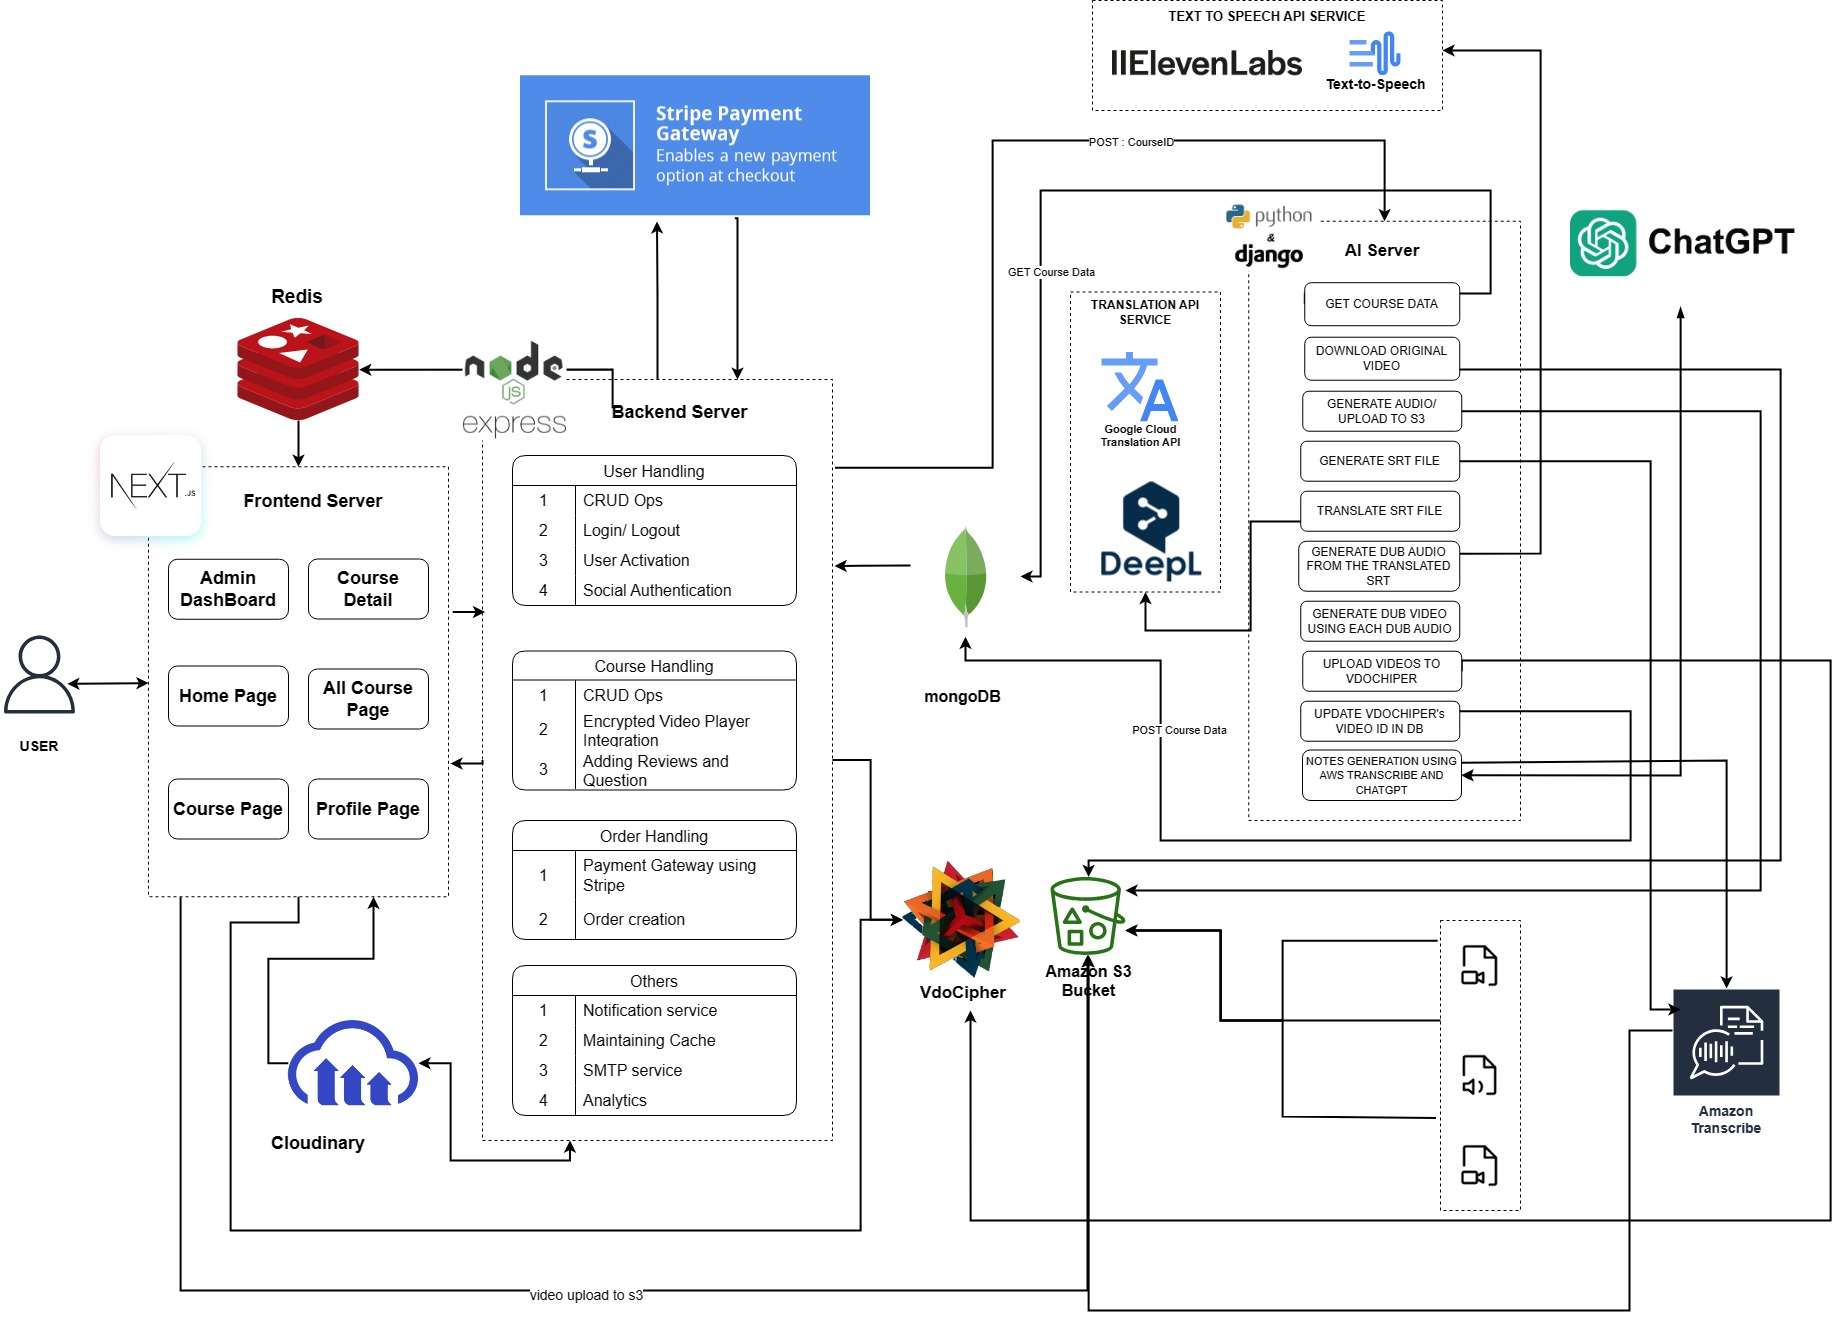 TEXT TO SPEECH API SERVICE
IIElevenLabs
Text-to-Speech
Stripe Payment
Gateway
Enables a new payment
option at checkout
POST : CourseID
python
&
django
AI Server
ChatGPT
GET Course Data
Redis
TRANSLATION API
SERVICE
Google Cloud
Translation API
DeepL
GET COURSE DATA
DOWNLOAD ORIGINAL
VIDEO
GENERATE AUDIO/
UPLOAD TO S3
GENERATE SRT FILE
TRANSLATE SRT FILE
GENERATE DUB AUDIO
FROM THE TRANSLATED
SRT
GENERATE DUB VIDEO
USING EACH DUB AUDIO
UPLOAD VIDEOS TO
VDOCHIPER
UPDATE VDOCHIPER's
VIDEO ID IN DB
NOTES GENERATION USING
AWS TRANSCRIBE AND
CHATGPT
node
JS
express
Backend Server
User Handling
1 CRUD Ops
2 Login/ Logout
3 User Activation
4 Social Authentication
Course Handling
1 CRUD Ops
2 Encrypted Video Player
Integration
3 Adding Reviews and
Question
Order Handling
1 Payment Gateway using
Stripe
2 Order creation
Others
1 Notification service
2 Maintaining Cache
3 SMTP service
4 Analytics
NEXT.JS
Frontend Server
Admin
DashBoard
Course
Detail
Home Page
All Course
Page
Course Page
Profile Page
USER
mongoDB
POST Course Data
VdoCipher
Amazon S3
Bucket
Cloudinary
Amazon
Transcribe
video upload to s3